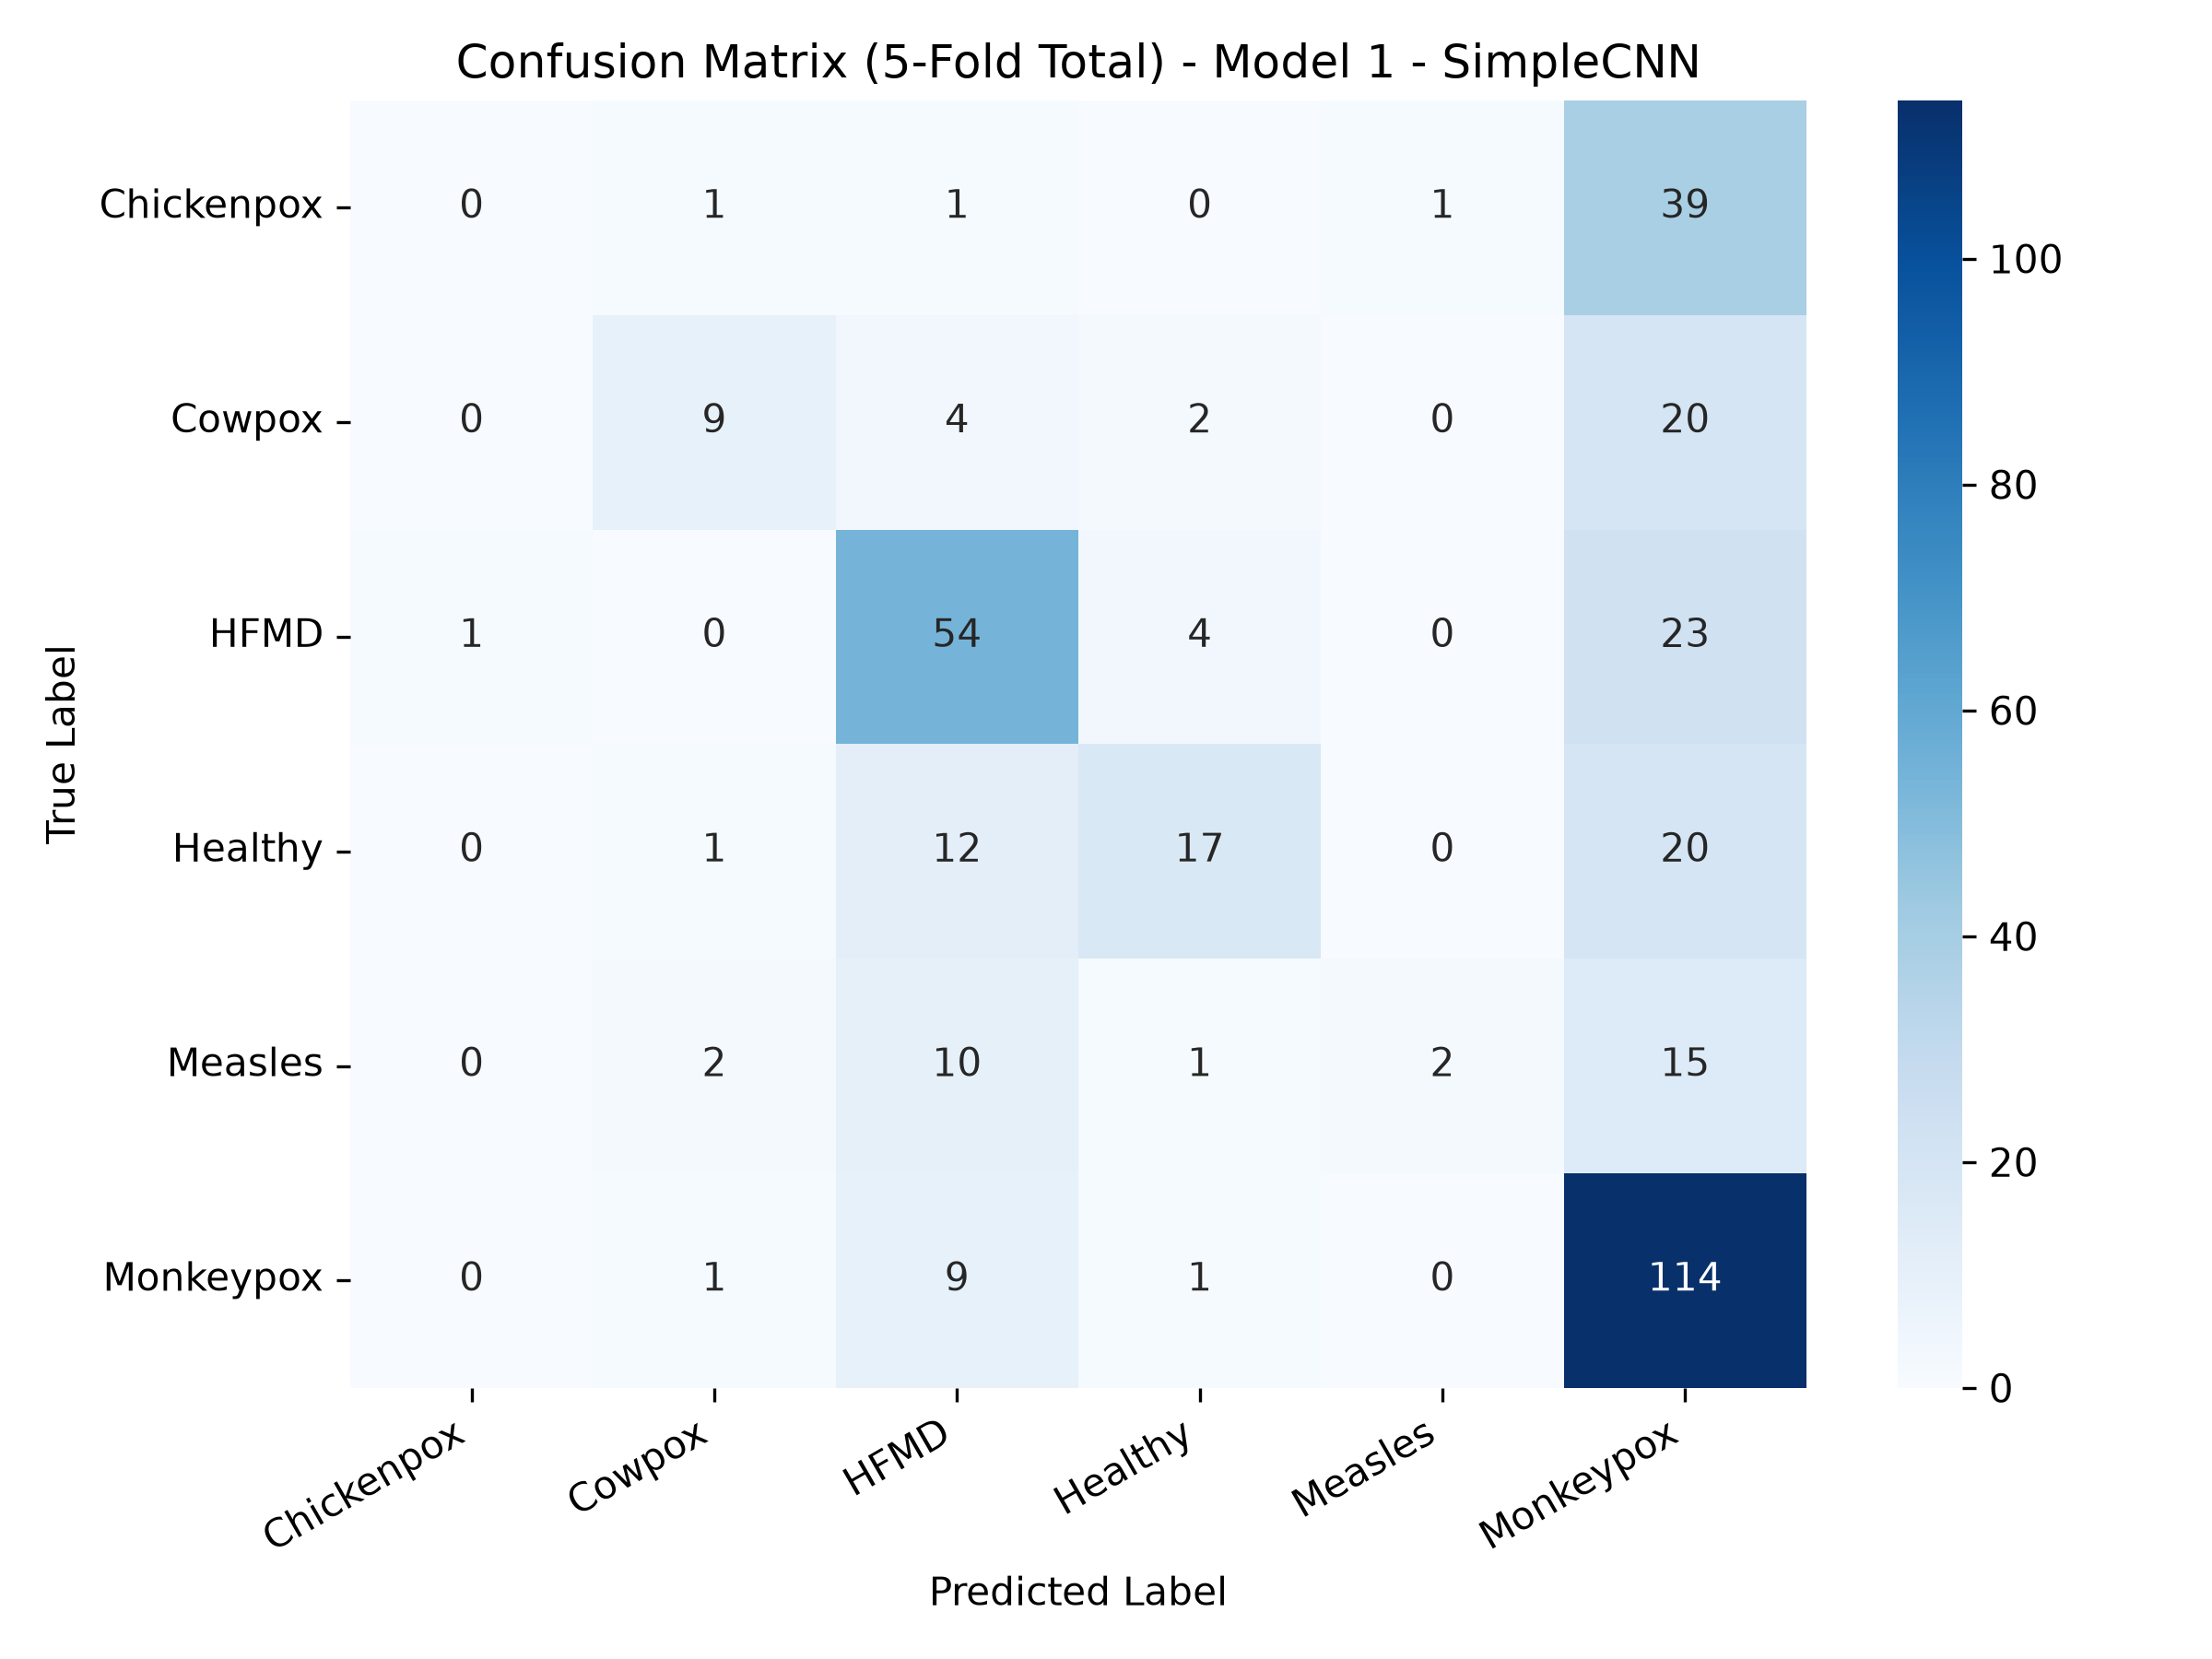 Confusion Matrix (5-Fold Total) - Model 1 - SimpleCNN
True Label
Chickenpox 0 1 1 0 1 39
Cowpox 0 9 4 2 0 20
HFMD 1 0 54 4 0 23
Healthy 0 1 12 17 0 20
Measles 0 2 10 1 2 15
Monkeypox 0 1 9 1 0 114
Chickenpox Cowpox HFMD Healthy Measles Monkeypox
Predicted Label
100
80
60
40
20
0